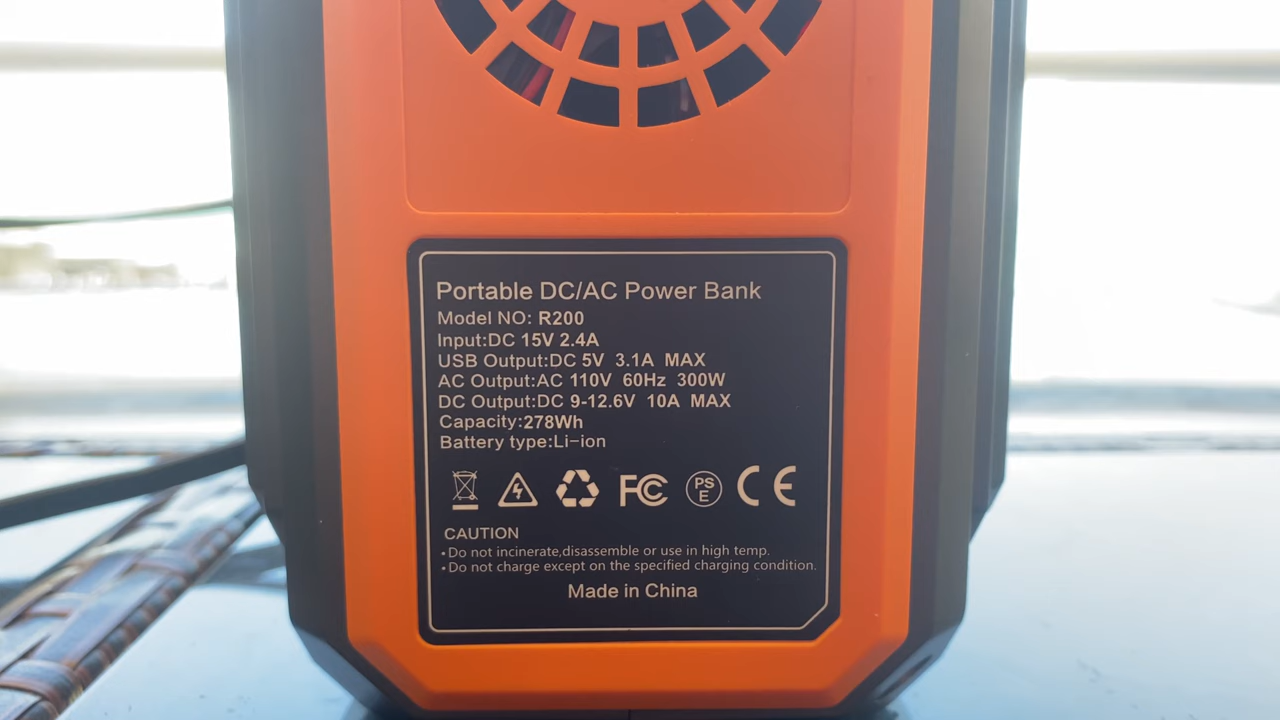 Portable DC/AC Power Bank
Model NO: R200
Input:DC 15V 2.4A
USB Output:DC 5V 3.1A MAX
AC Output:AC 110V 60Hz 300W
DC Output:DC 9-12.6V 10A MAX
Capacity:278Wh
Battery type:Li-ion
FC PS E CE
CAUTION
•Do not incinerate,disassemble or use in high temp.
•Do not charge except on the specified charging condition.
Made in China